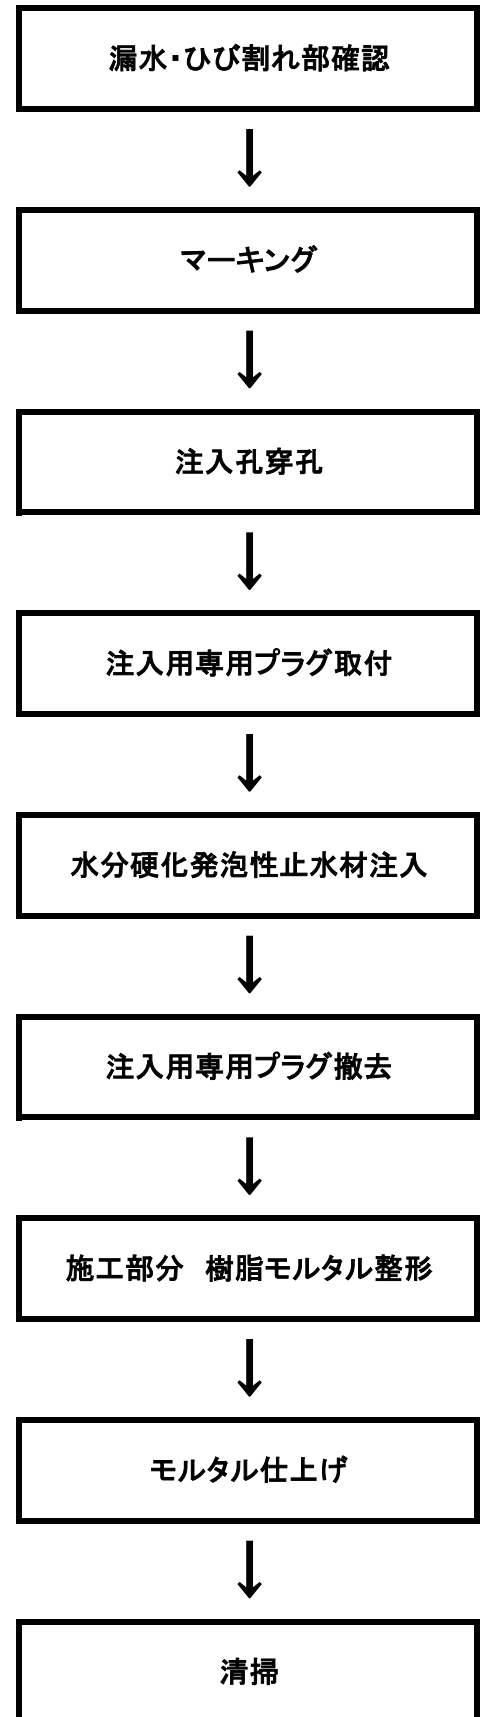 漏水・ひび割れ部確認
↓
マーキング
↓
注入孔穿孔
↓
注入用専用プラグ取付
↓
水分硬化発泡性止水材注入
↓
注入用専用プラグ撤去
↓
施工部分　樹脂モルタル整形
↓
モルタル仕上げ
↓
清掃